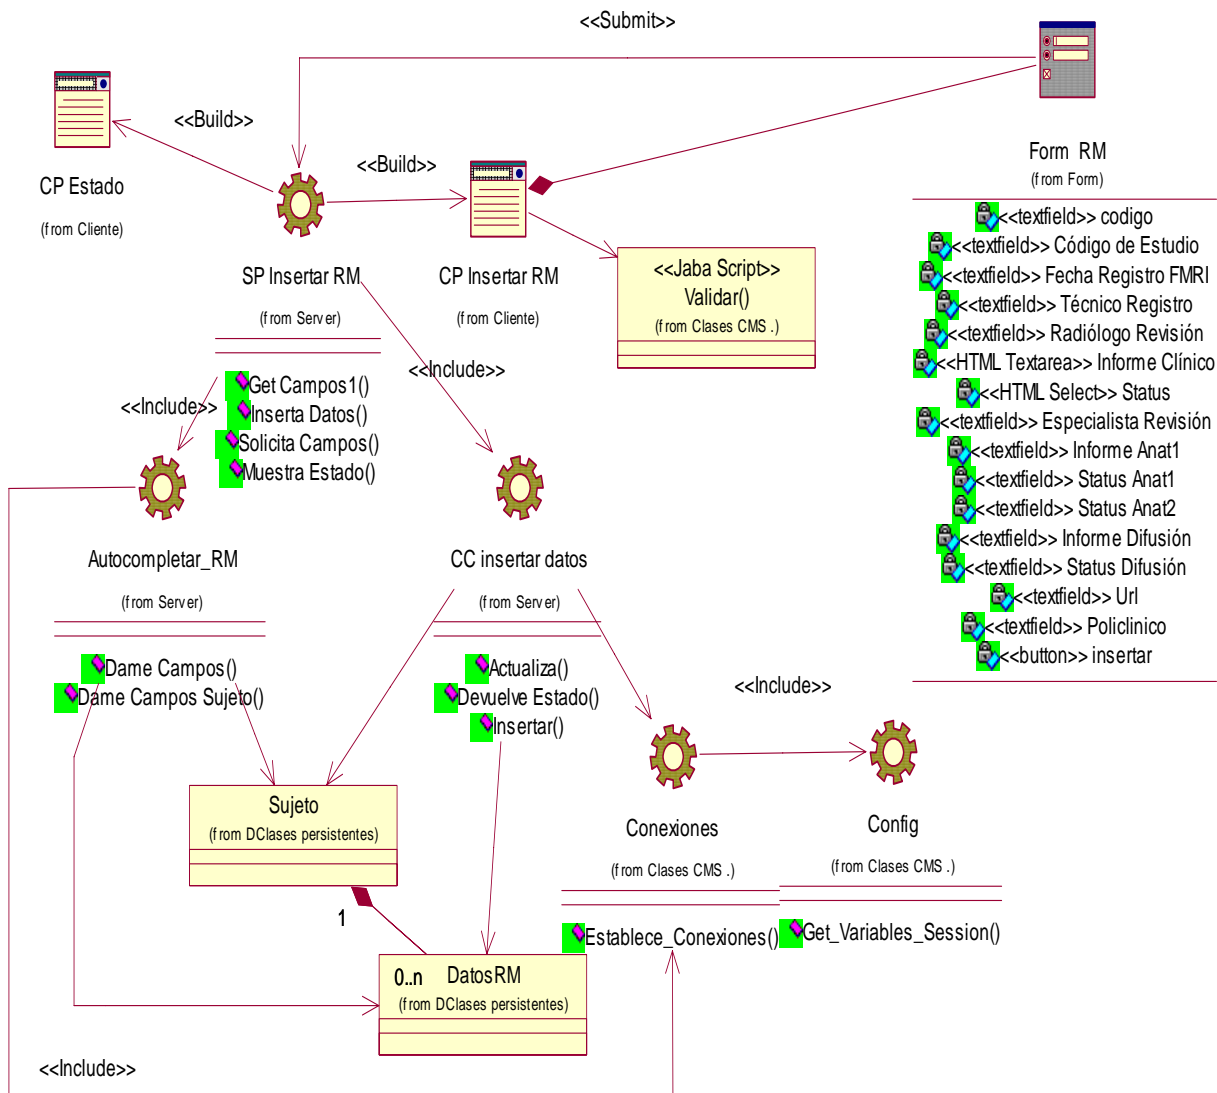 <<Submit>>
<<Build>>
CP Estado
(from Cliente)
<<Build>>
SP Insertar RM
(from Server)
Get Campos1()
Inserta Datos()
Solicita Campos()
Muestra Estado()
CP Insertar RM
(from Cliente)
<<Jaba Script>>
Validar()
(from Clases CMS .)
Form RM
(from Form)
<<textfield>> codigo
<<textfield>> Código de Estudio
<<textfield>> Fecha Registro FMRI
<<textfield>> Técnico Registro
<<textfield>> Radiólogo Revisión
<<HTML Textarea>> Informe Clínico
<<HTML Select>> Status
<<textfield>> Especialista Revisión
<<textfield>> Informe Anat1
<<textfield>> Status Anat1
<<textfield>> Status Anat2
<<textfield>> Informe Difusión
<<textfield>> Status Difusión
<<textfield>> Url
<<textfield>> Policlinico
<<button>> insertar
<<Include>>
<<Include>>
Autocompletar_RM
(from Server)
Dame Campos()
Dame Campos Sujeto()
CC insertar datos
(from Server)
Actualiza()
Devuelve Estado()
Insertar()
<<Include>>
Sujeto
(from DClases persistentes)
1
Conexiones
(from Clases CMS .)
Establece_Conexiones()
Config
(from Clases CMS .)
Get_Variables_Session()
0..n
DatosRM
(from DClases persistentes)
<<Include>>